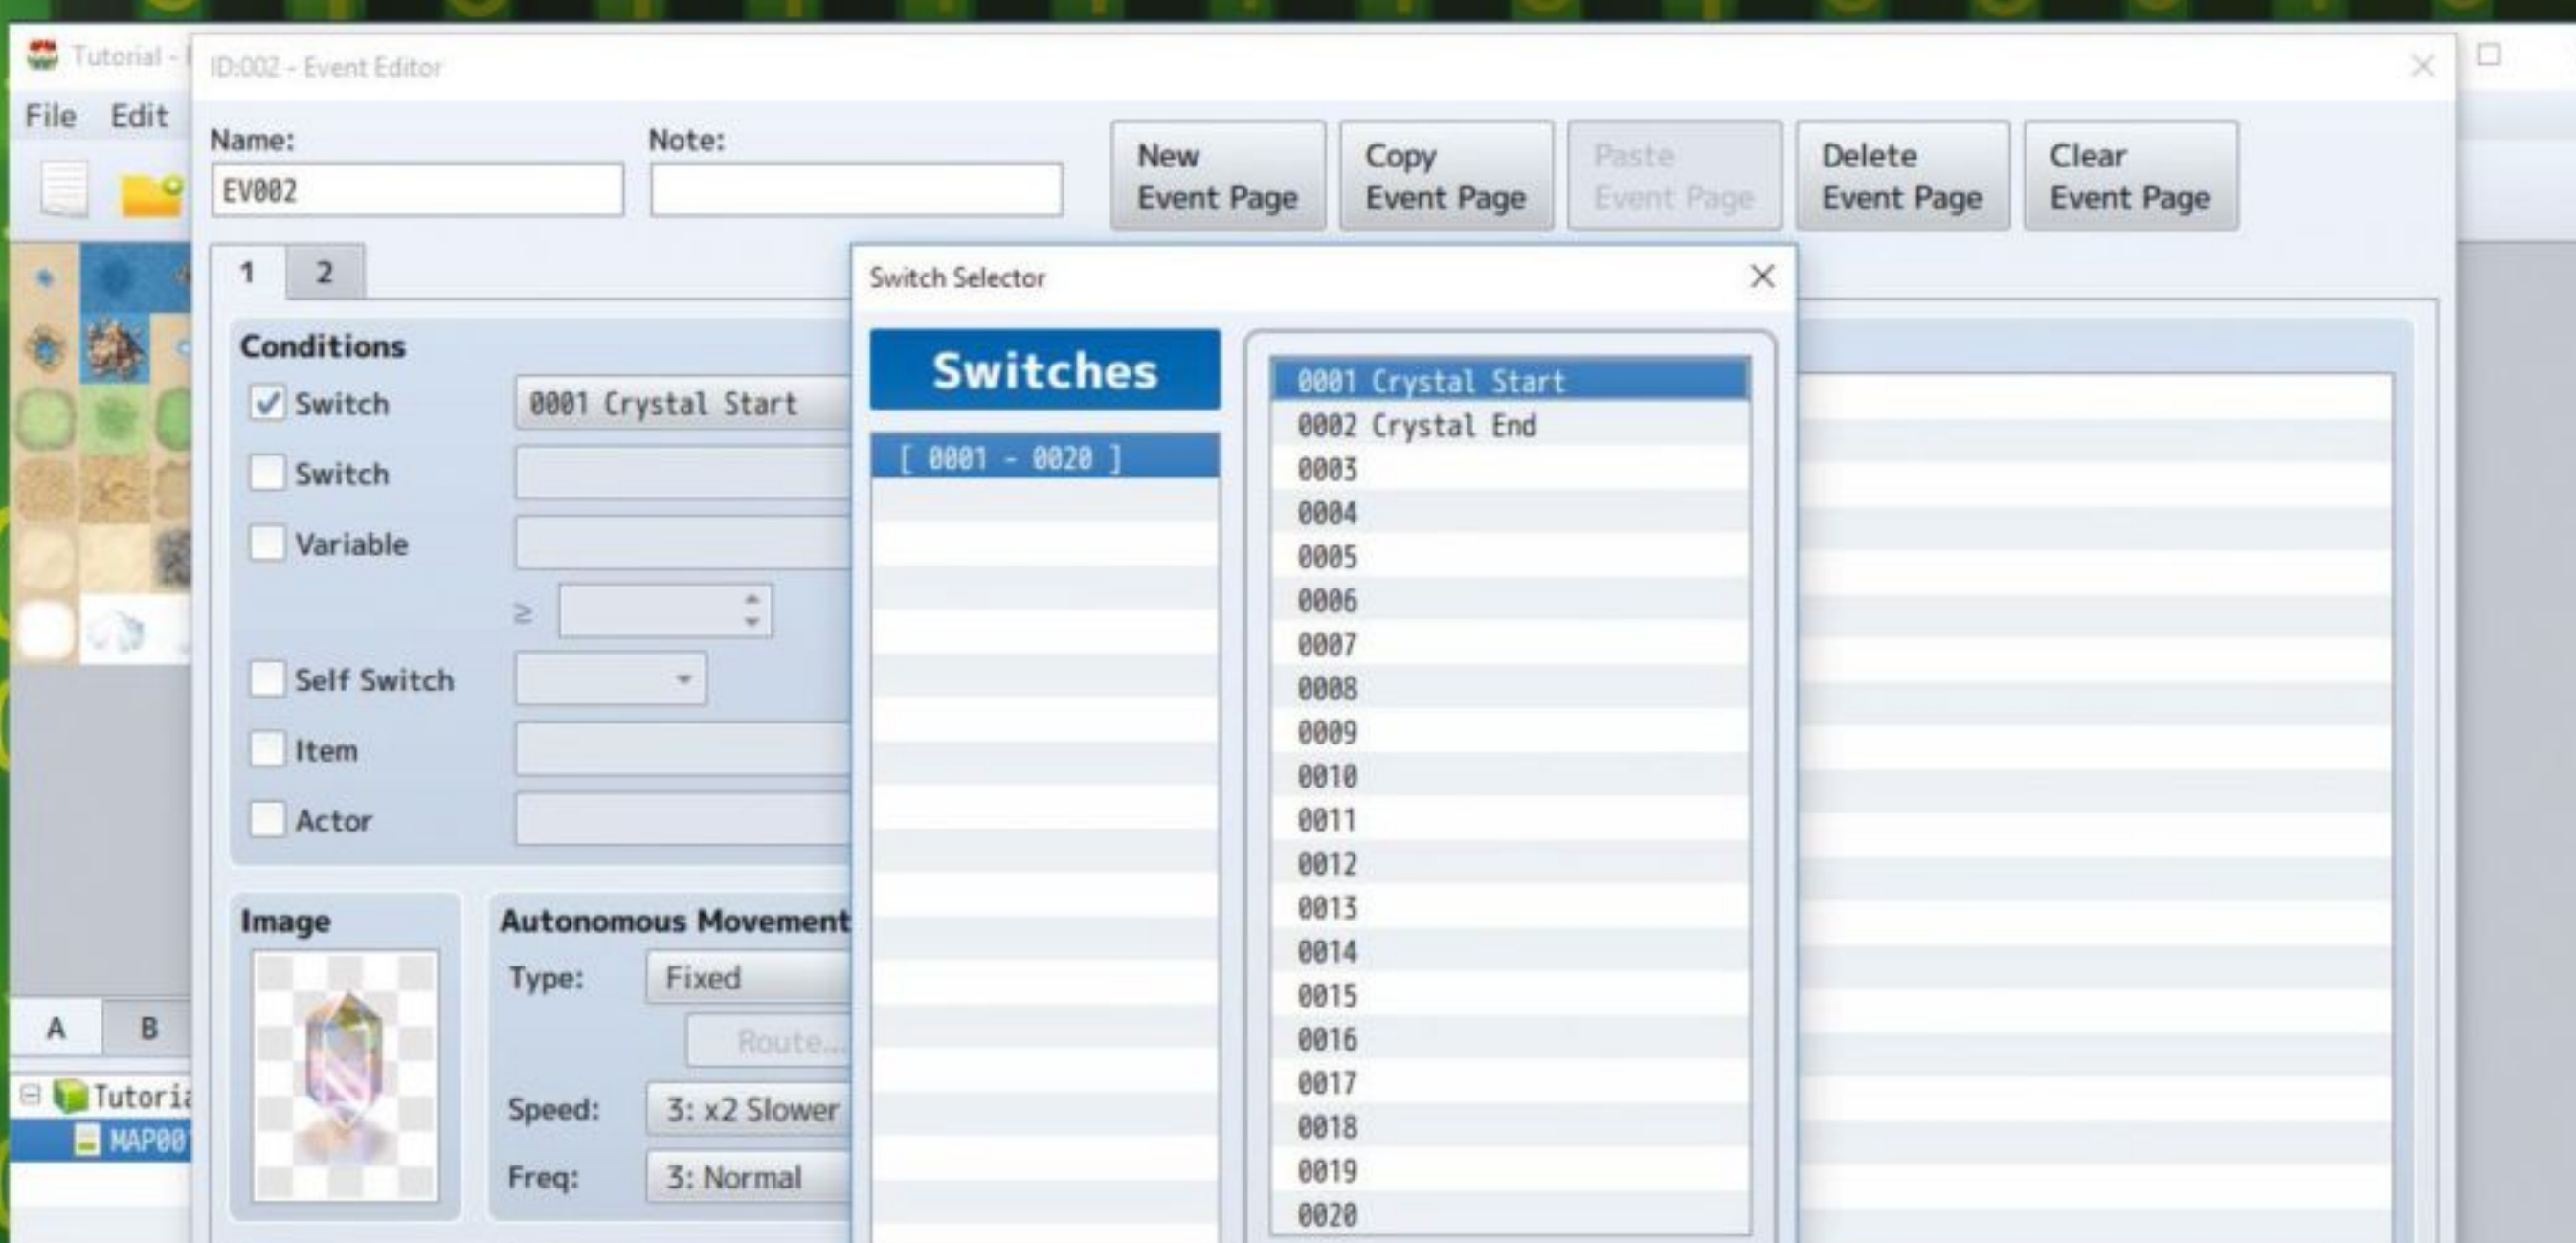 Tutorial -
ID:002 - Event Editor
File Edit
Name:
Note:
EV002
New
Event Page
Copy
Event Page
Paste
Event Page
Delete
Event Page
Clear
Event Page
1 2
Switch Selector
Conditions
Switch
0001 Crystal Start
Switch
Variable
≥
Self Switch
Item
Actor
Switches
[ 0001 - 0020 ]
0001 Crystal Start
0002 Crystal End
0003
0004
0005
0006
0007
0008
0009
0010
0011
0012
0013
0014
0015
0016
0017
0018
0019
0020
Image
Autonomous Movement
Type:
Fixed
Route...
Speed:
3: x2 Slower
Freq:
3: Normal
A B
Tutoria
MAP001